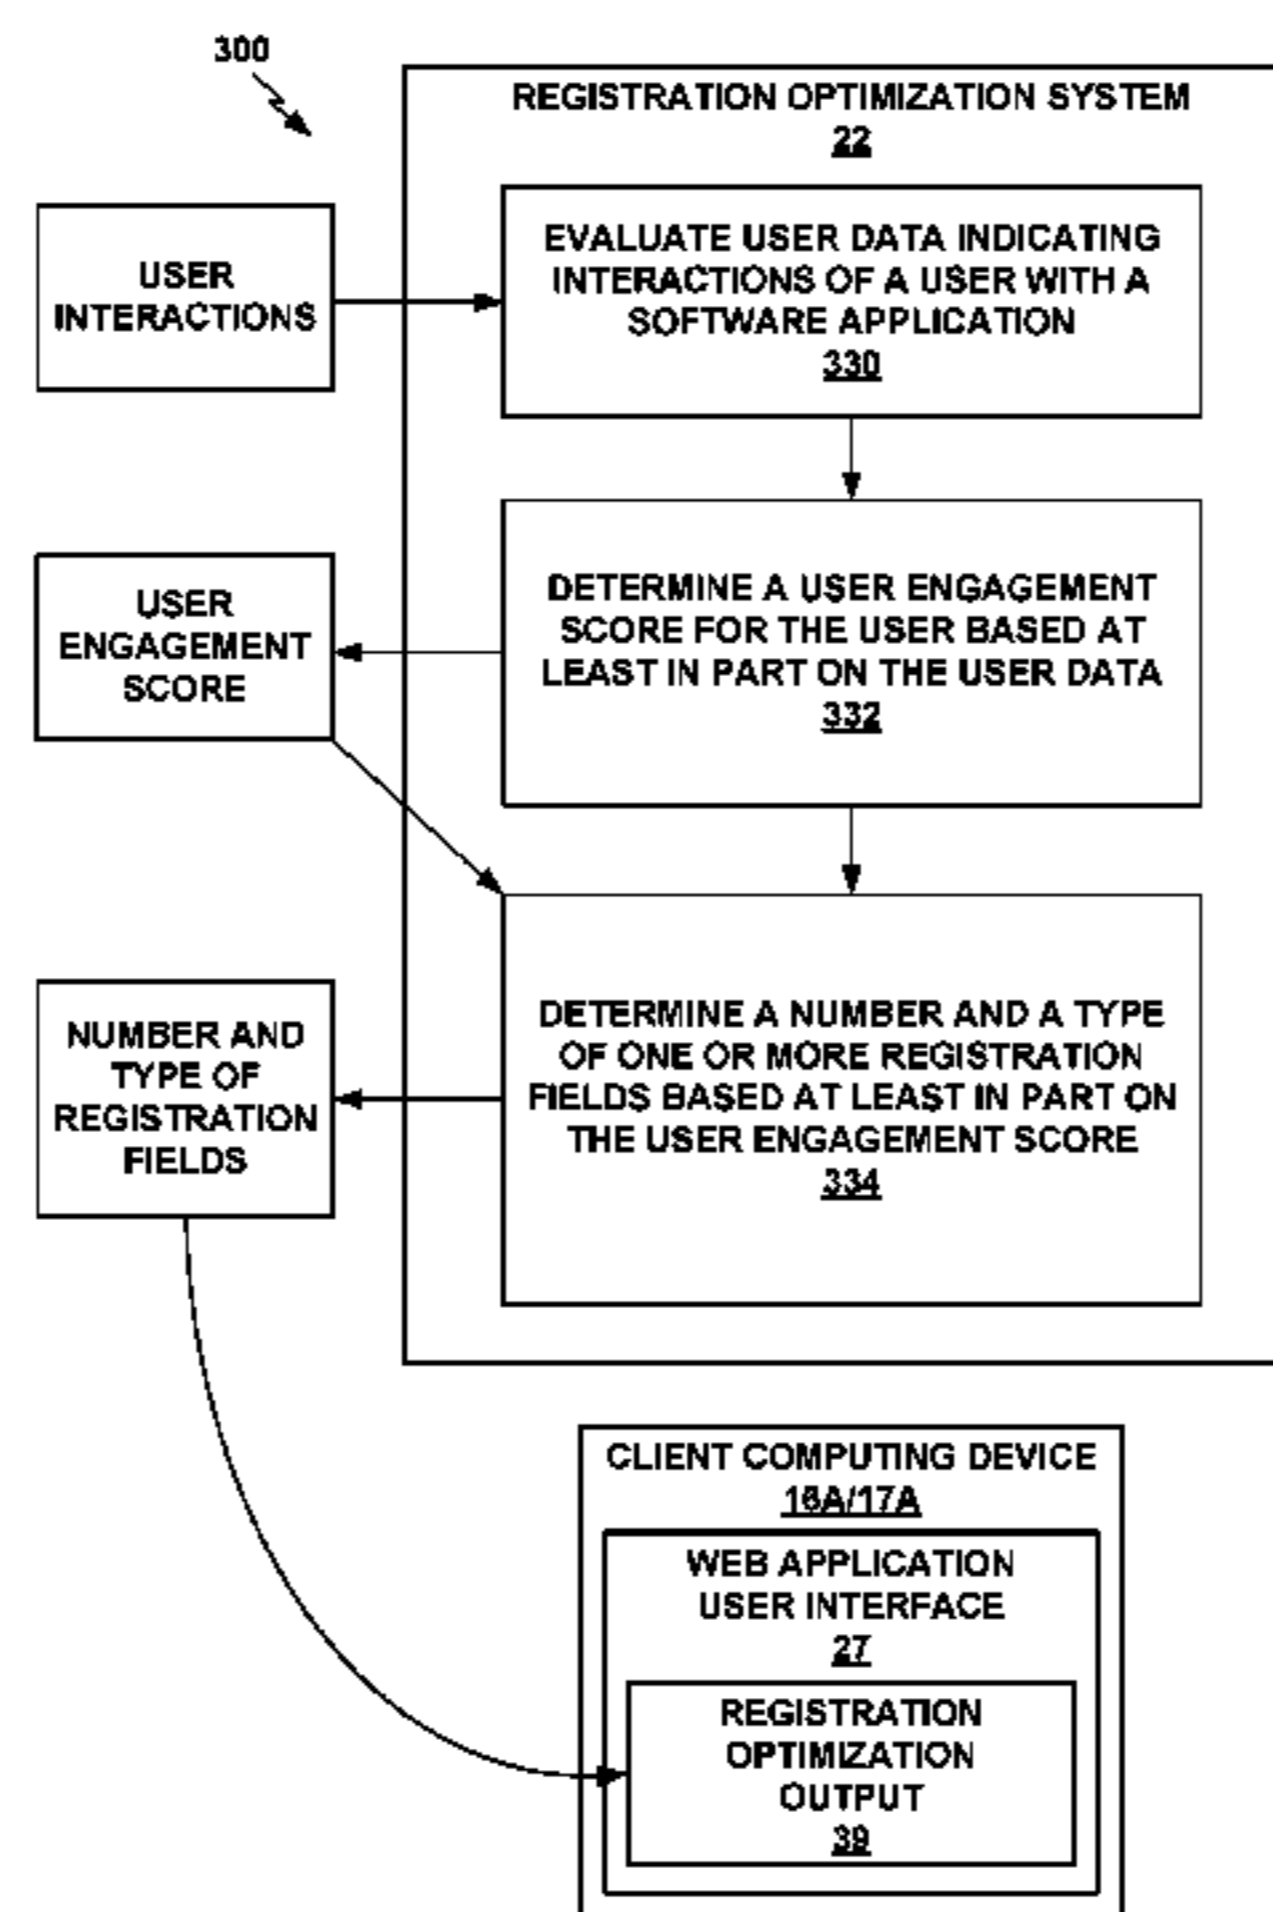 300
REGISTRATION OPTIMIZATION SYSTEM
22
USER
INTERACTIONS
EVALUATE USER DATA INDICATING
INTERACTIONS OF A USER WITH A
SOFTWARE APPLICATION
330
USER
ENGAGEMENT
SCORE
DETERMINE A USER ENGAGEMENT
SCORE FOR THE USER BASED AT
LEAST IN PART ON THE USER DATA
332
NUMBER AND
TYPE OF
REGISTRATION
FIELDS
DETERMINE A NUMBER AND A TYPE
OF ONE OR MORE REGISTRATION
FIELDS BASED AT LEAST IN PART ON
THE USER ENGAGEMENT SCORE
334
CLIENT COMPUTING DEVICE
16A/17A
WEB APPLICATION
USER INTERFACE
27
REGISTRATION
OPTIMIZATION
OUTPUT
39